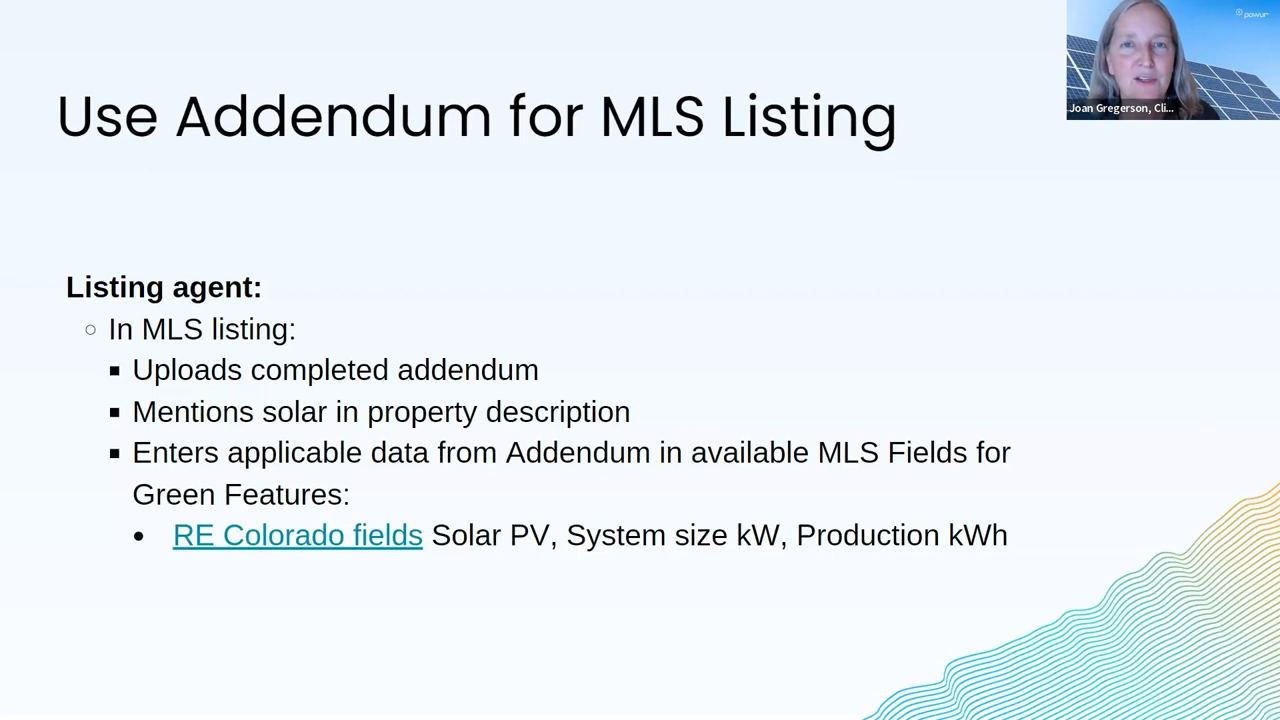 powur
Joan Gregerson, Cli...
Use Addendum for MLS Listing
Listing agent:
In MLS listing:
Uploads completed addendum
Mentions solar in property description
Enters applicable data from Addendum in available MLS Fields for
Green Features:
RE Colorado fields Solar PV, System size kW, Production kWh